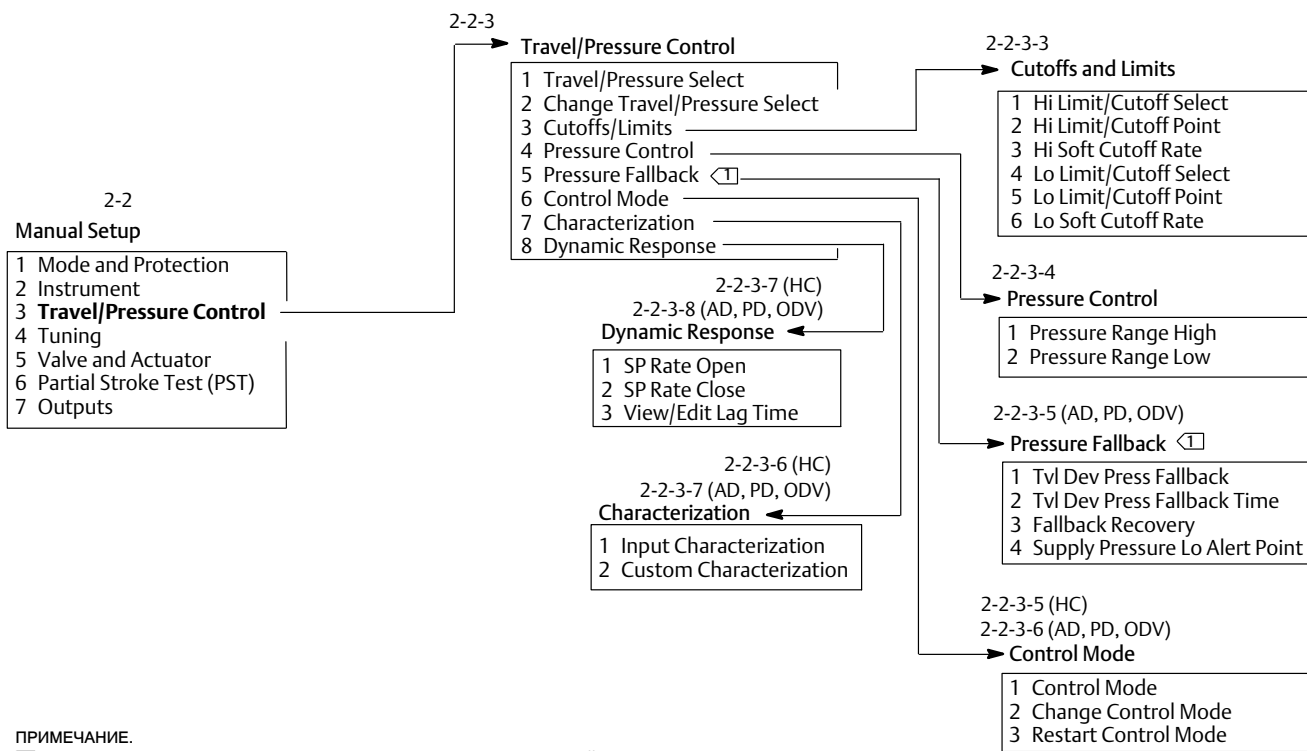 2-2
Manual Setup
1 Mode and Protection
2 Instrument
3 Travel/Pressure Control
4 Tuning
5 Valve and Actuator
6 Partial Stroke Test (PST)
7 Outputs
2-2-3
Travel/Pressure Control
1 Travel/Pressure Select
2 Change Travel/Pressure Select
3 Cutoffs/Limits
4 Pressure Control
5 Pressure Fallback 1
6 Control Mode
7 Characterization
8 Dynamic Response
2-2-3-7 (HC)
2-2-3-8 (AD, PD, ODV)
Dynamic Response
1 SP Rate Open
2 SP Rate Close
3 View/Edit Lag Time
2-2-3-6 (HC)
2-2-3-7 (AD, PD, ODV)
Characterization
1 Input Characterization
2 Custom Characterization
2-2-3-3
Cutoffs and Limits
1 Hi Limit/Cutoff Select
2 Hi Limit/Cutoff Point
3 Hi Soft Cutoff Rate
4 Lo Limit/Cutoff Select
5 Lo Limit/Cutoff Point
6 Lo Soft Cutoff Rate
2-2-3-4
Pressure Control
1 Pressure Range High
2 Pressure Range Low
2-2-3-5 (AD, PD, ODV)
Pressure Fallback 1
1 Tvl Dev Press Fallback
2 Tvl Dev Press Fallback Time
3 Fallback Recovery
4 Supply Pressure Lo Alert Point
2-2-3-5 (HC)
2-2-3-6 (AD, PD, ODV)
Control Mode
1 Control Mode
2 Change Control Mode
3 Restart Control Mode
ПРИМЕЧАНИЕ.